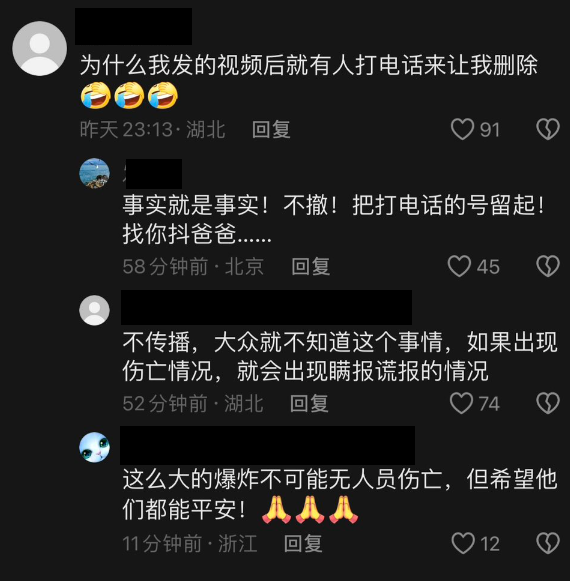 为什么我发的视频后就有人打电话来让我删除
🤣🤣🤣
昨天 23:13 · 湖北 回复 91
事实就是事实！不撤！把打电话的号留起！
找你抖爸爸......
58分钟前 · 北京 回复 45
不传播，大众就不知道这个事情，如果出现
伤亡情况，就会出现瞒报谎报的情况
52分钟前 · 湖北 回复 74
这么大的爆炸不可能无人员伤亡，但希望他
们都能平安！🙏🙏🙏
11分钟前 · 浙江 回复 12